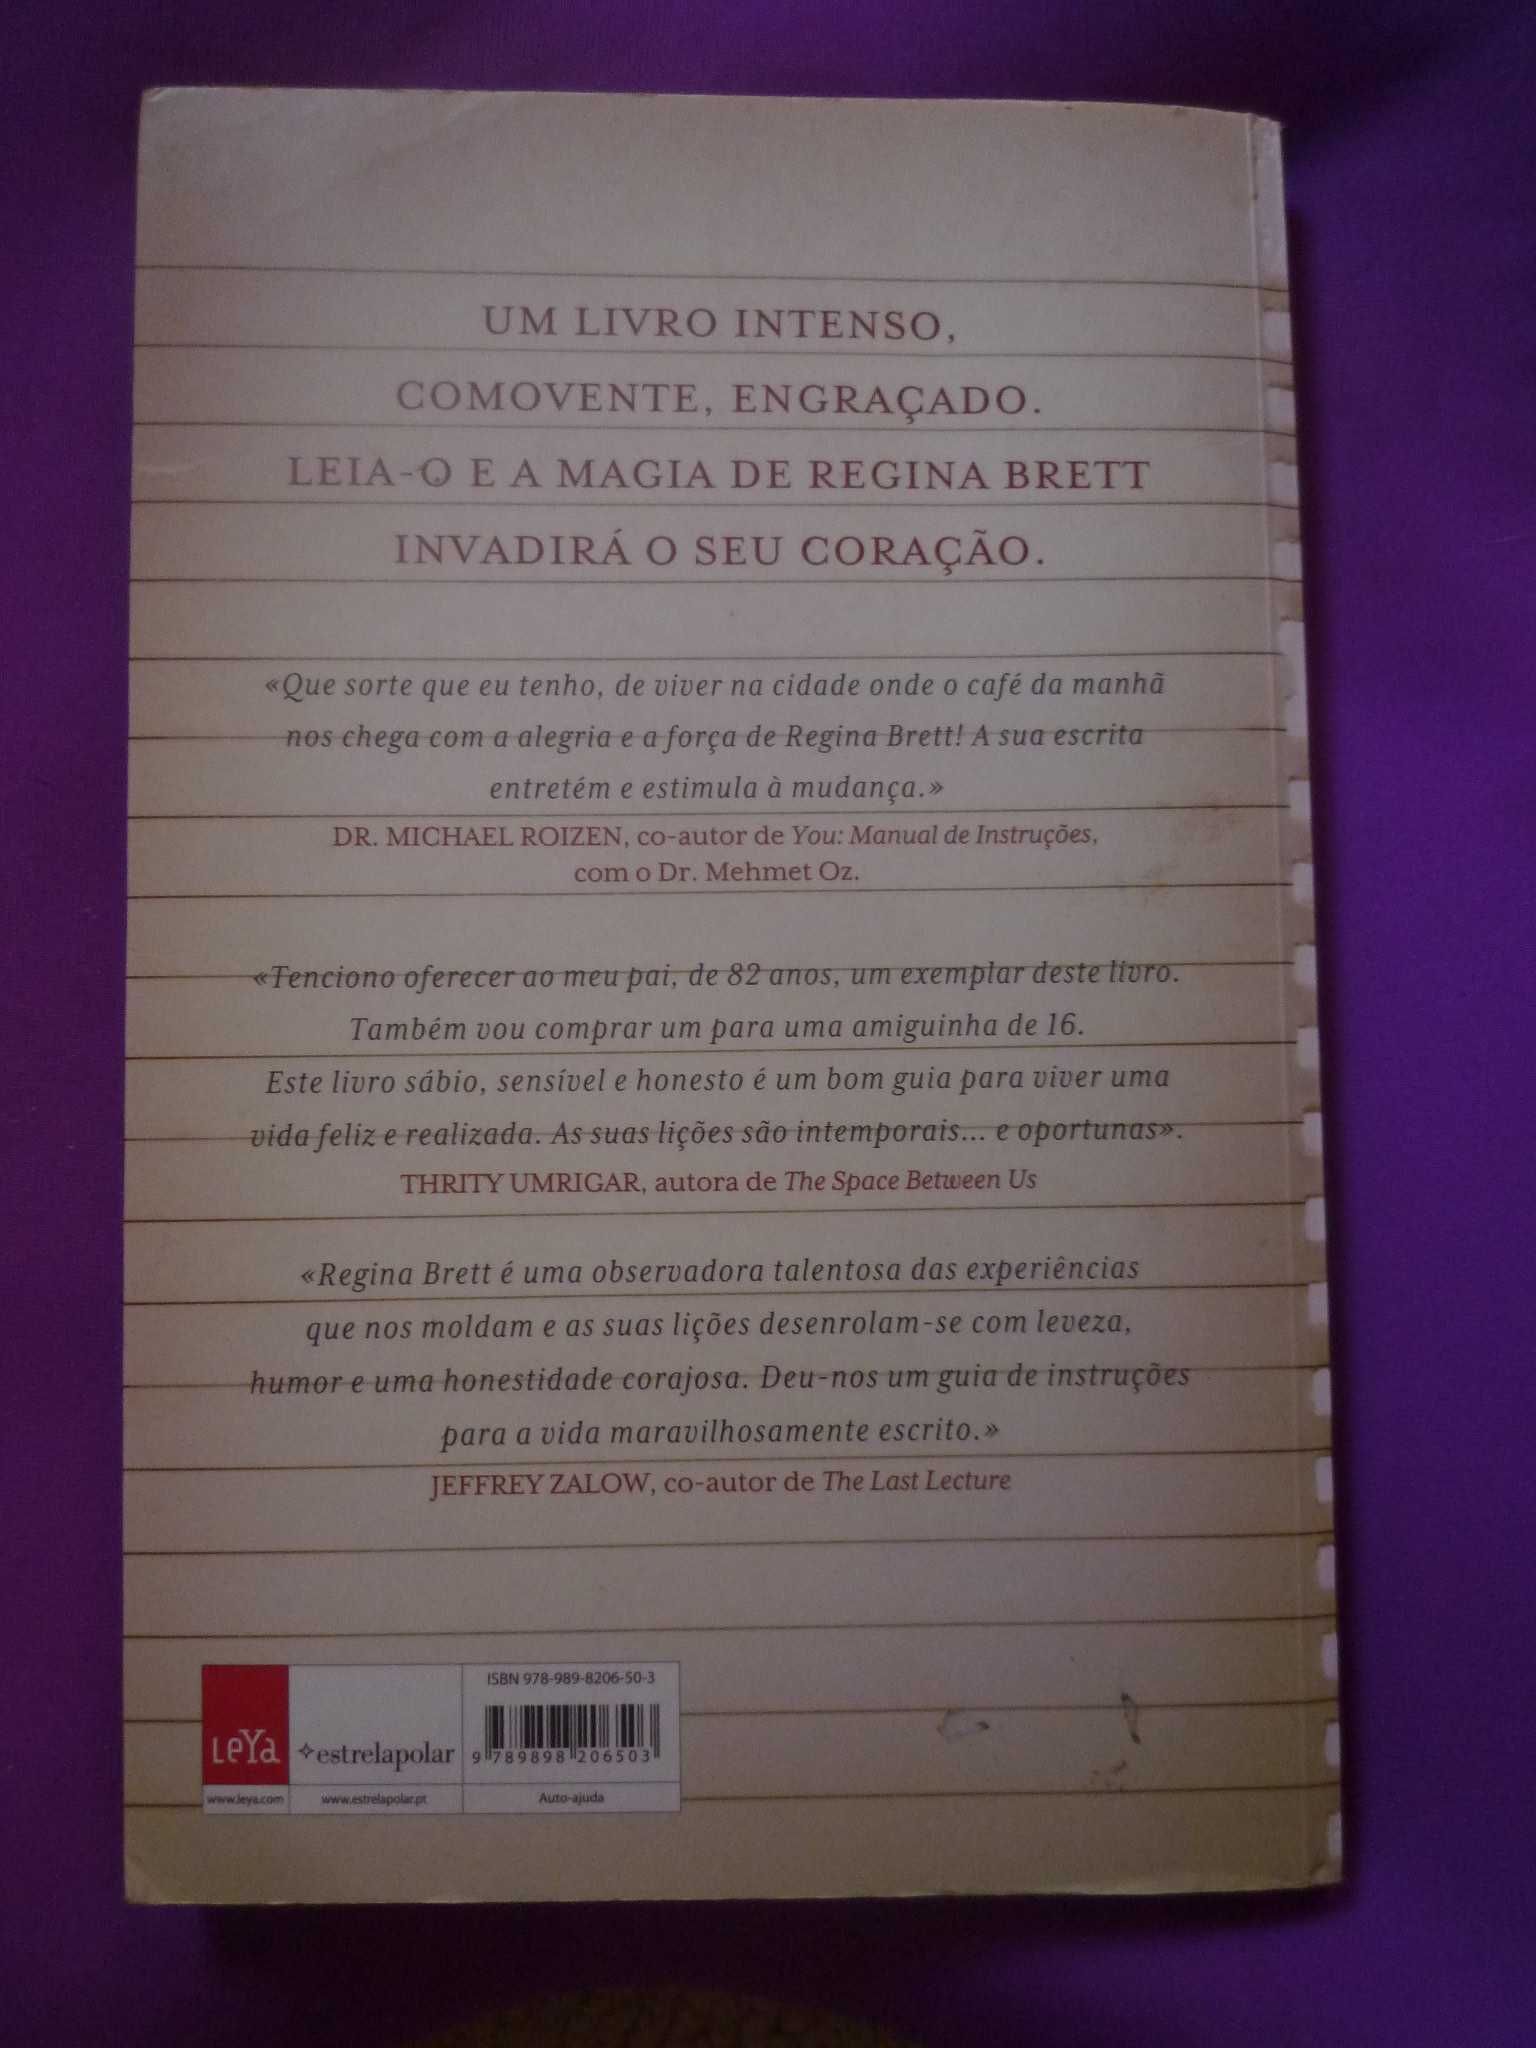 UM LIVRO INTENSO,
COMOVENTE, ENGRAÇADO.
LEIA-O E A MAGIA DE REGINA BRETT
INVADIRÁ O SEU CORAÇÃO.
«Que sorte que eu tenho, de viver na cidade onde o café da manhã
nos chega com a alegria e a força de Regina Brett! A sua escrita
entretém e estimula à mudança.»
DR. MICHAEL ROIZEN, co-autor de You: Manual de Instruções,
com o Dr. Mehmet Oz.
«Tenciono oferecer ao meu pai, de 82 anos, um exemplar deste livro.
Também vou comprar um para uma amiguinha de 16.
Este livro sábio, sensível e honesto é um bom guia para viver uma
vida feliz e realizada. As suas lições são intemporais... e oportunas».
THRITY UMRIGAR, autora de The Space Between Us
«Regina Brett é uma observadora talentosa das experiências
que nos moldam e as suas lições desenrolam-se com leveza,
humor e uma honestidade corajosa. Deu-nos um guia de instruções
para a vida maravilhosamente escrito.»
JEFFREY ZALOW, co-autor de The Last Lecture
LeYa
www.leya.com
estrelapolar
www.estrelapolar.pt
ISBN 978-989-8206-50-3
9 789898 206503
Auto-ajuda